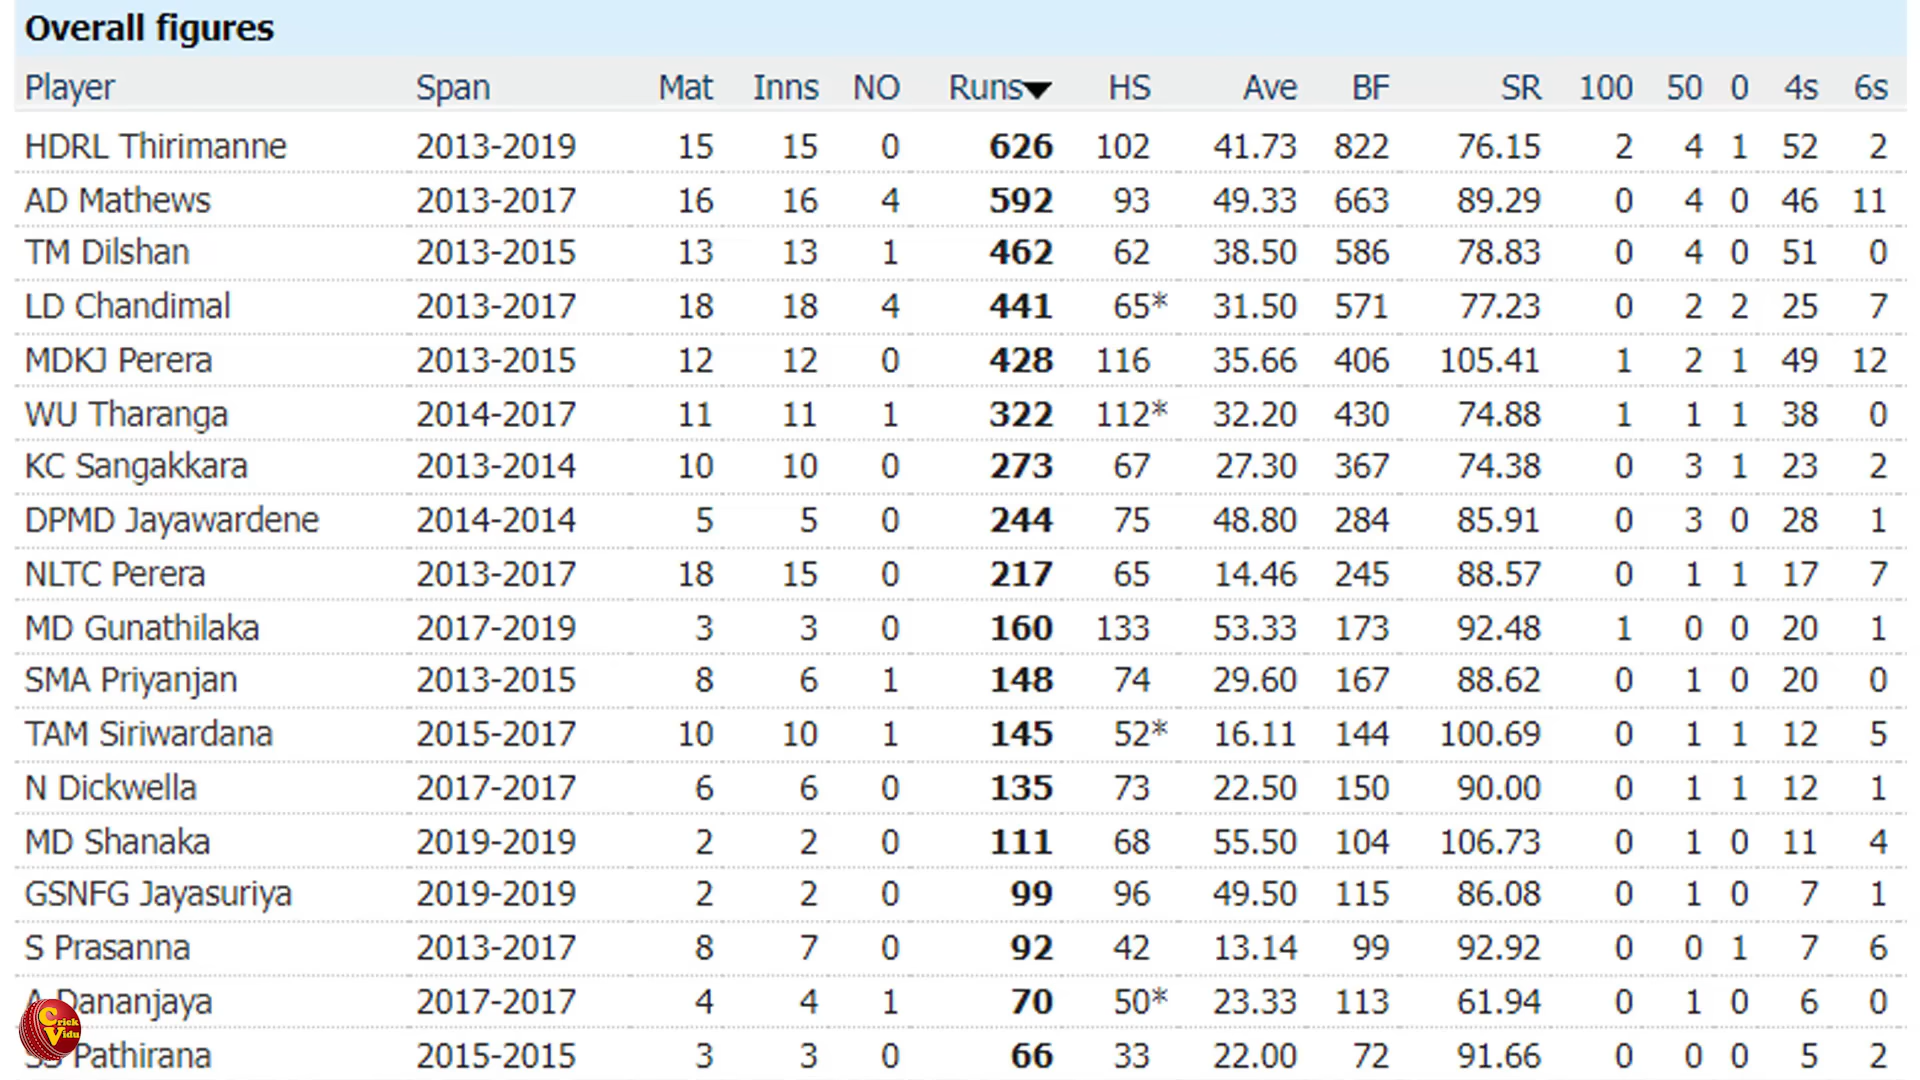 Overall figures
Player Span Mat Inns NO Runs HS Ave BF SR 100 50 0 4s 6s
HDRL Thirimanne 2013-2019 15 15 0 626 102 41.73 822 76.15 2 4 1 52 2
AD Mathews 2013-2017 16 16 4 592 93 49.33 663 89.29 0 4 0 46 11
TM Dilshan 2013-2015 13 13 1 462 62 38.50 586 78.83 0 4 0 51 0
LD Chandimal 2013-2017 18 18 4 441 65* 31.50 571 77.23 0 2 2 25 7
MDKJ Perera 2013-2015 12 12 0 428 116 35.66 406 105.41 1 2 1 49 12
WU Tharanga 2014-2017 11 11 1 322 112* 32.20 430 74.88 1 1 1 38 0
KC Sangakkara 2013-2014 10 10 0 273 67 27.30 367 74.38 0 3 1 23 2
DPMD Jayawardene 2014-2014 5 5 0 244 75 48.80 284 85.91 0 3 0 28 1
NLTC Perera 2013-2017 18 15 0 217 65 14.46 245 88.57 0 1 1 17 7
MD Gunathilaka 2017-2019 3 3 0 160 133 53.33 173 92.48 1 0 0 20 1
SMA Priyanjan 2013-2015 8 6 1 148 74 29.60 167 88.62 0 1 0 20 0
TAM Siriwardana 2015-2017 10 10 1 145 52* 16.11 144 100.69 0 1 1 12 5
N Dickwella 2017-2017 6 6 0 135 73 22.50 150 90.00 0 1 1 12 1
MD Shanaka 2019-2019 2 2 0 111 68 55.50 104 106.73 0 1 0 11 4
GSNFG Jayasuriya 2019-2019 2 2 0 99 96 49.50 115 86.08 0 1 0 7 1
S Prasanna 2013-2017 8 7 0 92 42 13.14 99 92.92 0 0 1 7 6
A Dananjaya 2017-2017 4 4 1 70 50* 23.33 113 61.94 0 1 0 6 0
Pathirana 2015-2015 3 3 0 66 33 22.00 72 91.66 0 0 0 5 2
Crick
Vidu